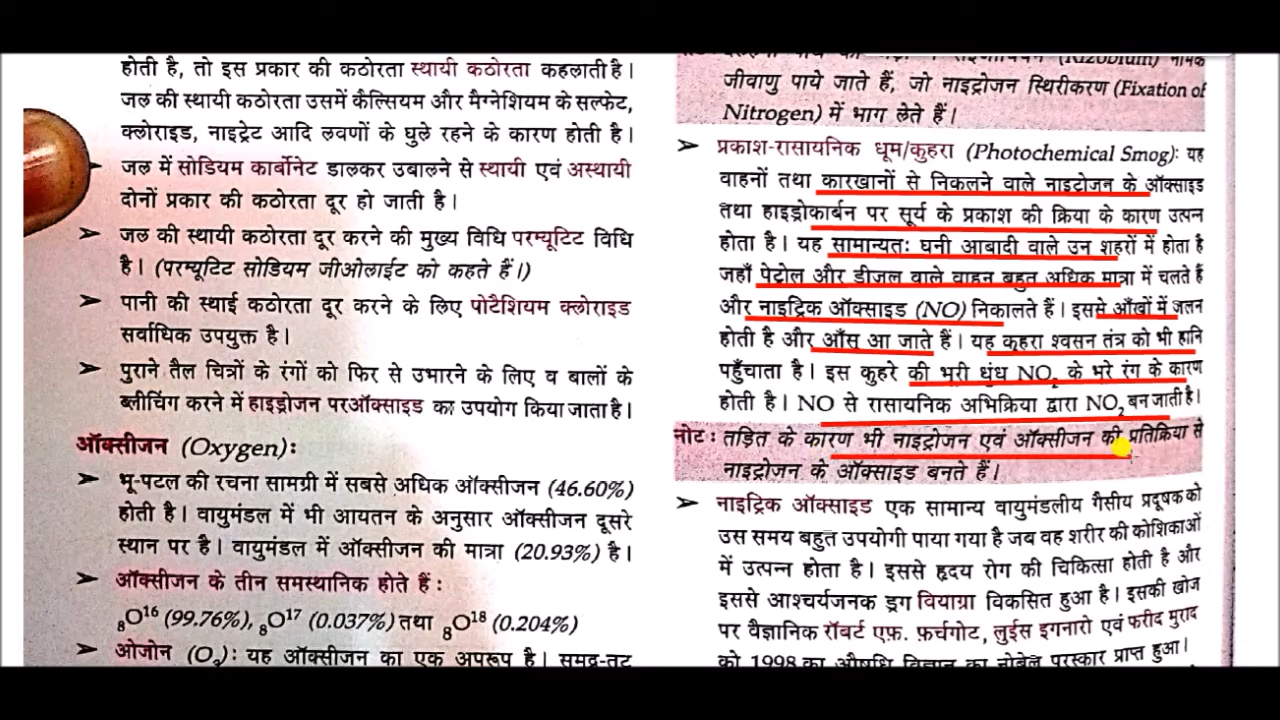 होती है, तो इस प्रकार की कठोरता स्थायी कठोरता कहलाती है।
जल की स्थायी कठोरता उसमें कैल्सियम और मैग्नेशियम के सल्फेट,
क्लोराइड, नाइट्रेट आदि लवणों के घुले रहने के कारण होती है।
जल में सोडियम कार्बोनेट डालकर उबालने से स्थायी एवं अस्थायी
दोनों प्रकार की कठोरता दूर हो जाती है।
➤ जल की स्थायी कठोरता दूर करने की मुख्य विधि परम्यूटिट विधि
है। (परम्यूटिट सोडियम जीओलाईट को कहते हैं।)
➤ पानी की स्थाई कठोरता दूर करने के लिए पोटैशियम क्लोराइड
सर्वाधिक उपयुक्त है।
➤ पुराने तैल चित्रों के रंगों को फिर से उभारने के लिए व बालों के
ब्लीचिंग करने में हाइड्रोजन परऑक्साइड का उपयोग किया जाता है।
ऑक्सीजन (Oxygen):
➤ भू-पटल की रचना सामग्री में सबसे अधिक ऑक्सीजन (46.60%)
होती है। वायुमंडल में भी आयतन के अनुसार ऑक्सीजन दूसरे
स्थान पर है। वायुमंडल में ऑक्सीजन की मात्रा (20.93%) है।
➤ ऑक्सीजन के तीन समस्थानिक होते हैं :
₈O¹⁶ (99.76%), ₈O¹⁷ (0.037%) तथा ₈O¹⁸ (0.204%)
➤ ओजोन (O₃): यह ऑक्सीजन का एक अपरूप है। समुद्र-तट
(Rizobium) नामक
जीवाणु पाये जाते हैं, जो नाइट्रोजन स्थिरीकरण (Fixation of
Nitrogen) में भाग लेते हैं।
➤ प्रकाश-रासायनिक धूम/कुहरा (Photochemical Smog): यह
वाहनों तथा कारखानों से निकलने वाले नाइट्रोजन के ऑक्साइड
तथा हाइड्रोकार्बन पर सूर्य के प्रकाश की क्रिया के कारण उत्पन्न
होता है। यह सामान्यतः घनी आबादी वाले उन शहरों में होता है
जहाँ पेट्रोल और डीजल वाले वाहन बहुत अधिक मात्रा में चलते हैं
और नाइट्रिक ऑक्साइड (NO) निकालते हैं। इससे आँखों में जलन
होती है और आँस आ जाते हैं। यह कुहरा श्वसन तंत्र को भी हानि
पहुँचाता है। इस कुहरे की भूरी धुंध NO₂ के भूरे रंग के कारण
होती है। NO से रासायनिक अभिक्रिया द्वारा NO₂ बन जाती है।
नोट : तड़ित के कारण भी नाइट्रोजन एवं ऑक्सीजन की प्रतिक्रिया से
नाइट्रोजन के ऑक्साइड बनते हैं।
➤ नाइट्रिक ऑक्साइड एक सामान्य वायुमंडलीय गैसीय प्रदूषक को
उस समय बहुत उपयोगी पाया गया है जब वह शरीर की कोशिकाओं
में उत्पन्न होता है। इससे हृदय रोग की चिकित्सा होती है और
इससे आश्चर्यजनक ड्रग वियाग्रा विकसित हुआ है। इसकी खोज
पर वैज्ञानिक रॉबर्ट एफ़. फ़र्चगोट, लुईस इगनारो एवं फरीद मुराद
को 1998 का औषधि विज्ञान का नोबेल पुरस्कार प्राप्त हुआ।